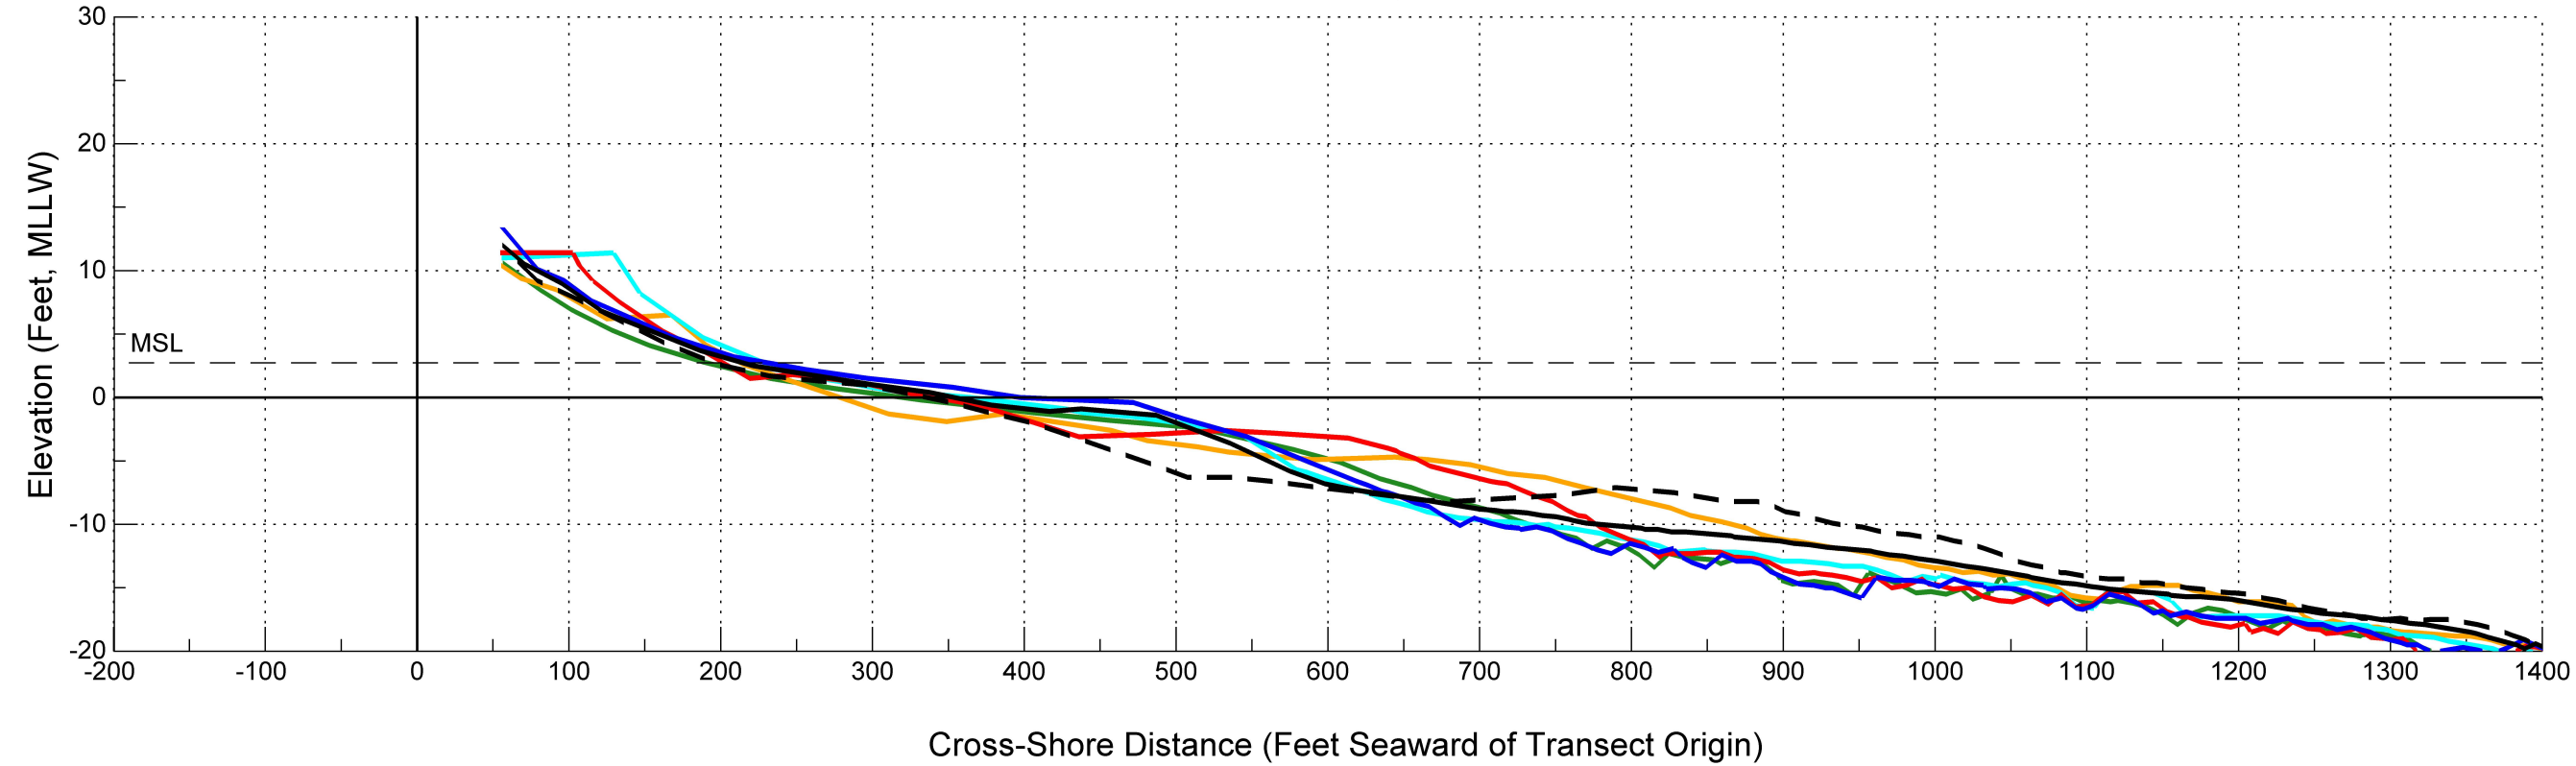 30
20
10
0
-10
-20
Elevation (Feet, MLLW)
MSL
-200 -100 0 100 200 300 400 500 600 700 800 900 1000 1100 1200 1300 1400
Cross-Shore Distance (Feet Seaward of Transect Origin)